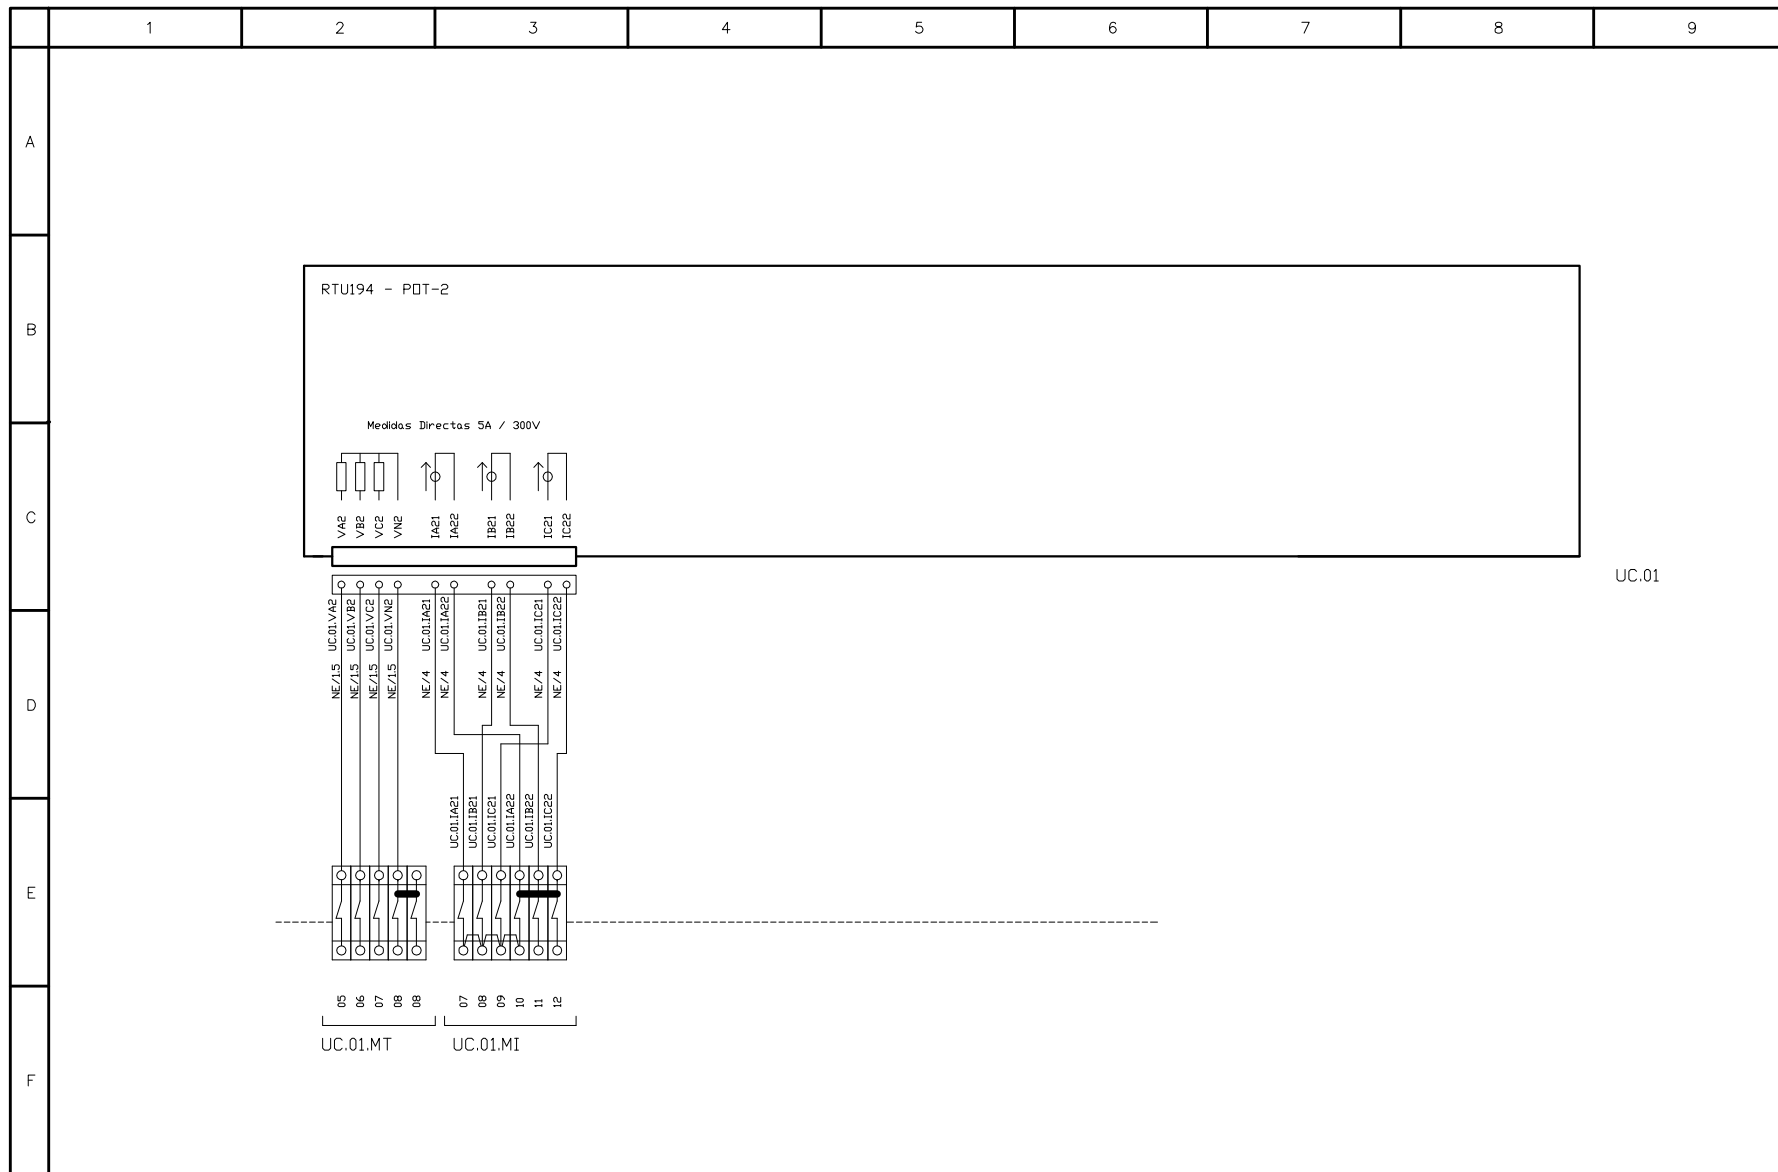 1 2 3 4 5 6 7 8 9
A
B
RTU194 - POT-2
Medidas Directas 5A / 300V
C
VA2 VB2 VC2 VN2 IA21 IA22 IB21 IB22 IC21 IC22
UC.01
UC.01.VA2 UC.01.VB2 UC.01.VC2 UC.01.VN2 UC.01.IA21 UC.01.IA22 UC.01.IB21 UC.01.IB22 UC.01.IC21 UC.01.IC22
NE/1.5 NE/1.5 NE/1.5 NE/1.5 NE/4 NE/4 NE/4 NE/4 NE/4 NE/4
D
UC.01.IA21 UC.01.IB21 UC.01.IC21 UC.01.IA22 UC.01.IB22 UC.01.IC22
E
05 06 07 08 08 07 08 09 10 11 12
UC.01.MT UC.01.MI
F